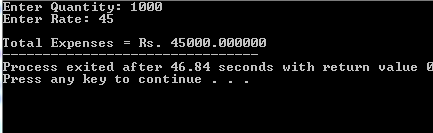 Enter Quantity: 1000
Enter Rate: 45
Total Expenses = Rs. 45000.000000
--------------------------------
Process exited after 46.84 seconds with return value 0
Press any key to continue . . .